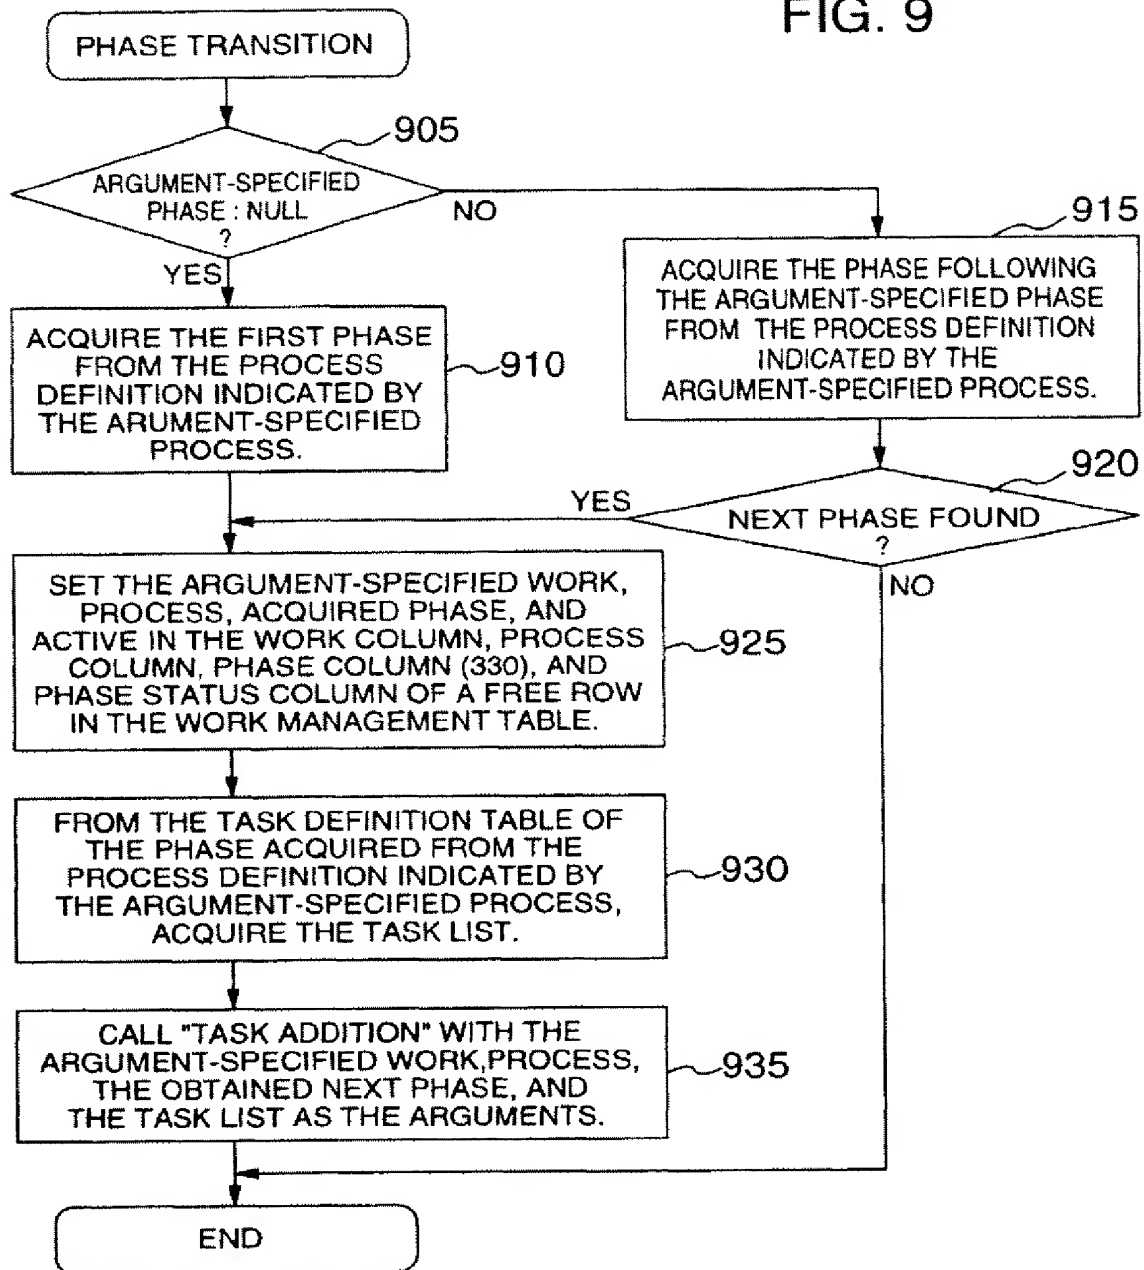 FIG. 9
PHASE TRANSITION
905
ARGUMENT-SPECIFIED
PHASE : NULL
?
NO
YES
915
ACQUIRE THE PHASE FOLLOWING
THE ARGUMENT-SPECIFIED PHASE
FROM THE PROCESS DEFINITION
INDICATED BY THE
ARGUMENT-SPECIFIED PROCESS.
ACQUIRE THE FIRST PHASE
FROM THE PROCESS
DEFINITION INDICATED BY
THE ARUMENT-SPECIFIED
PROCESS.
910
920
NEXT PHASE FOUND
?
YES
NO
SET THE ARGUMENT-SPECIFIED WORK,
PROCESS, ACQUIRED PHASE, AND
ACTIVE IN THE WORK COLUMN, PROCESS
COLUMN, PHASE COLUMN (330), AND
PHASE STATUS COLUMN OF A FREE ROW
IN THE WORK MANAGEMENT TABLE.
925
FROM THE TASK DEFINITION TABLE OF
THE PHASE ACQUIRED FROM THE
PROCESS DEFINITION INDICATED BY
THE ARGUMENT-SPECIFIED PROCESS,
ACQUIRE THE TASK LIST.
930
CALL "TASK ADDITION" WITH THE
ARGUMENT-SPECIFIED WORK,PROCESS,
THE OBTAINED NEXT PHASE, AND
THE TASK LIST AS THE ARGUMENTS.
935
END